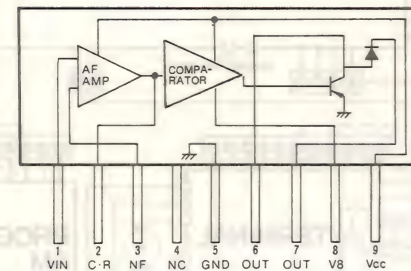 AF
AMP
COMPA-
RATOR
1 2 3 4 5 6 7 8 9
VIN C·R NF NC GND OUT OUT V8 Vcc